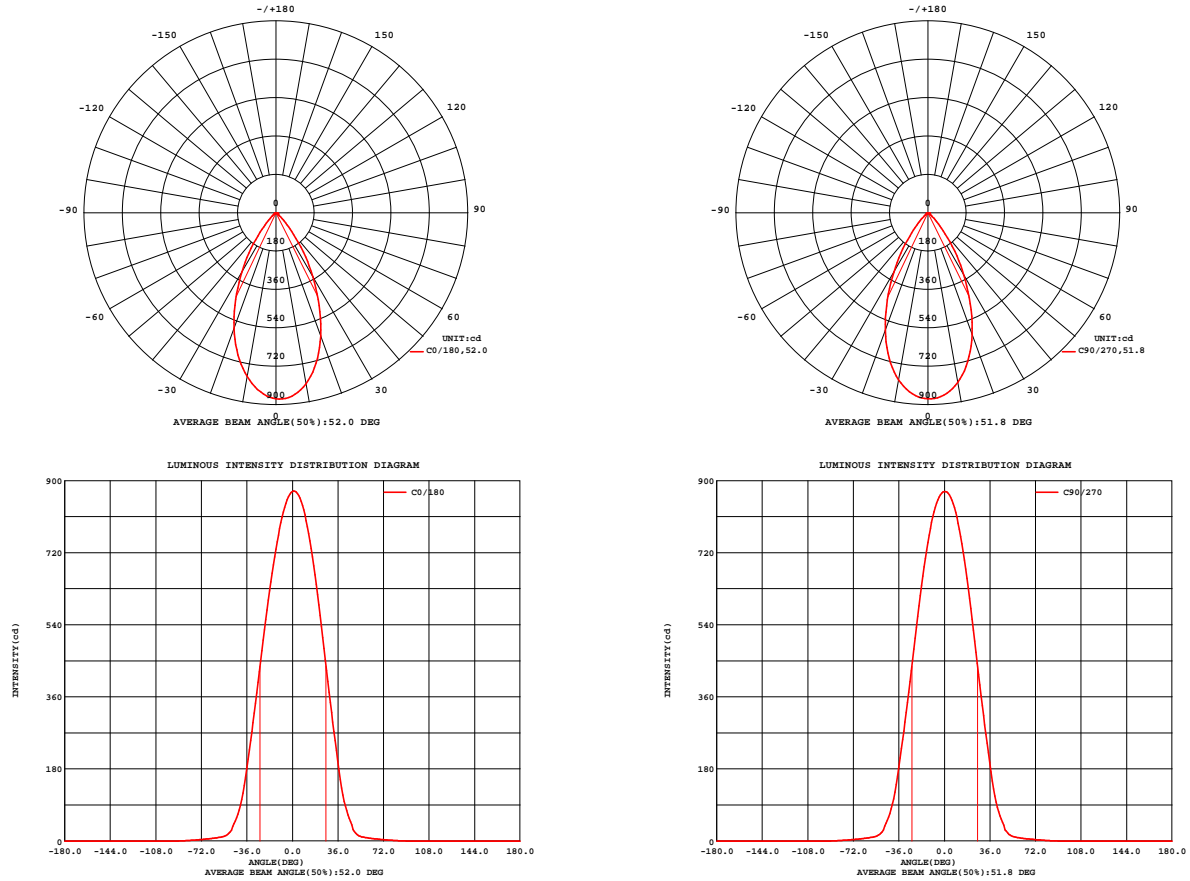 -/+180
-150 150
-120 120
-90 90
0
180
360
540
720
900
-60 60
-30 30
0
UNIT:cd
C0/180,52.0
AVERAGE BEAM ANGLE(50%):52.0 DEG
-/+180
-150 150
-120 120
-90 90
0
180
360
540
720
900
-60 60
-30 30
0
UNIT:cd
C90/270,51.8
AVERAGE BEAM ANGLE(50%):51.8 DEG
LUMINOUS INTENSITY DISTRIBUTION DIAGRAM
C0/180
900
720
540
360
180
0
INTENSITY(cd)
-180.0 -144.0 -108.0 -72.0 -36.0 0.0 36.0 72.0 108.0 144.0 180.0
ANGLE(DEG)
AVERAGE BEAM ANGLE(50%):52.0 DEG
LUMINOUS INTENSITY DISTRIBUTION DIAGRAM
C90/270
900
720
540
360
180
0
INTENSITY(cd)
-180.0 -144.0 -108.0 -72.0 -36.0 0.0 36.0 72.0 108.0 144.0 180.0
ANGLE(DEG)
AVERAGE BEAM ANGLE(50%):51.8 DEG